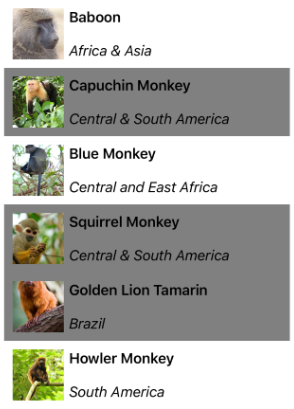 Baboon
Africa & Asia
Capuchin Monkey
Central & South America
Blue Monkey
Central and East Africa
Squirrel Monkey
Central & South America
Golden Lion Tamarin
Brazil
Howler Monkey
South America